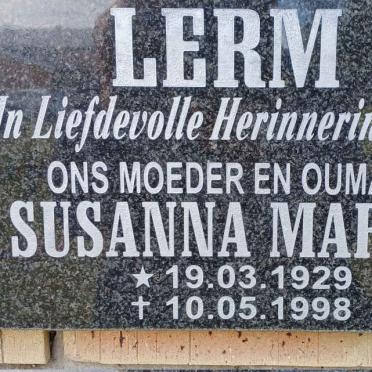 LERM
In Liefdevolle Herinnerin
ONS MOEDER EN OUMA
SUSANNA MAR
★ 19.03.1929
✝ 10.05.1998